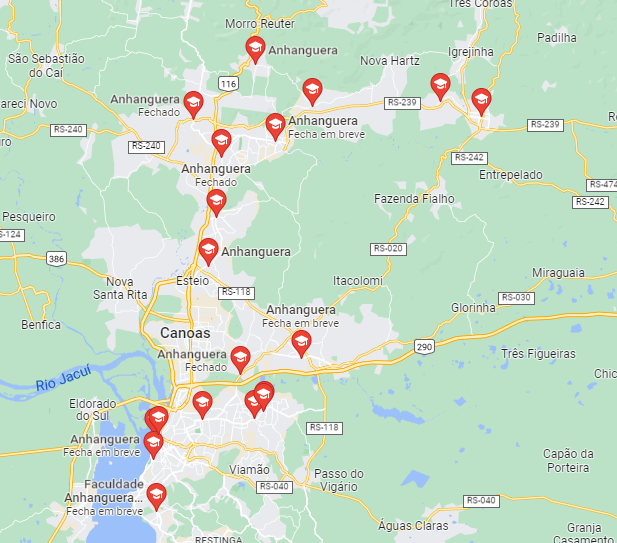 Três Coroas
Morro Reuter
Padilha
Anhanguera
Igrejinha
São Sebastião
do Caí
Nova Hartz
116
Anhanguera
Fechado
RS-239
areci Novo
Anhanguera
Fecha em breve
RS-240
RS-239
RS-240
RS-242
Anhanguera
Fechado
Entrepelado
RS-474
Fazenda Fialho
RS-242
Pesqueiro
S-124
RS-020
Anhanguera
386
Miraguaia
Esteio
Itacolomi
Nova
Santa Rita
RS-118
RS-030
Glorinha
Anhanguera
Fecha em breve
Benfica
Canoas
290
Anhanguera
Fechado
Três Figueiras
Rio Jacuí
Chic
Eldorado
do Sul
RS-118
Anhanguera
Fecha em breve
Capão da
Porteira
Viamão
Passo do
Vigário
Faculdade
Anhanguera...
Fecha em breve
RS-040
RS-040
Águas Claras
Granja
Casamento
RESTINGA